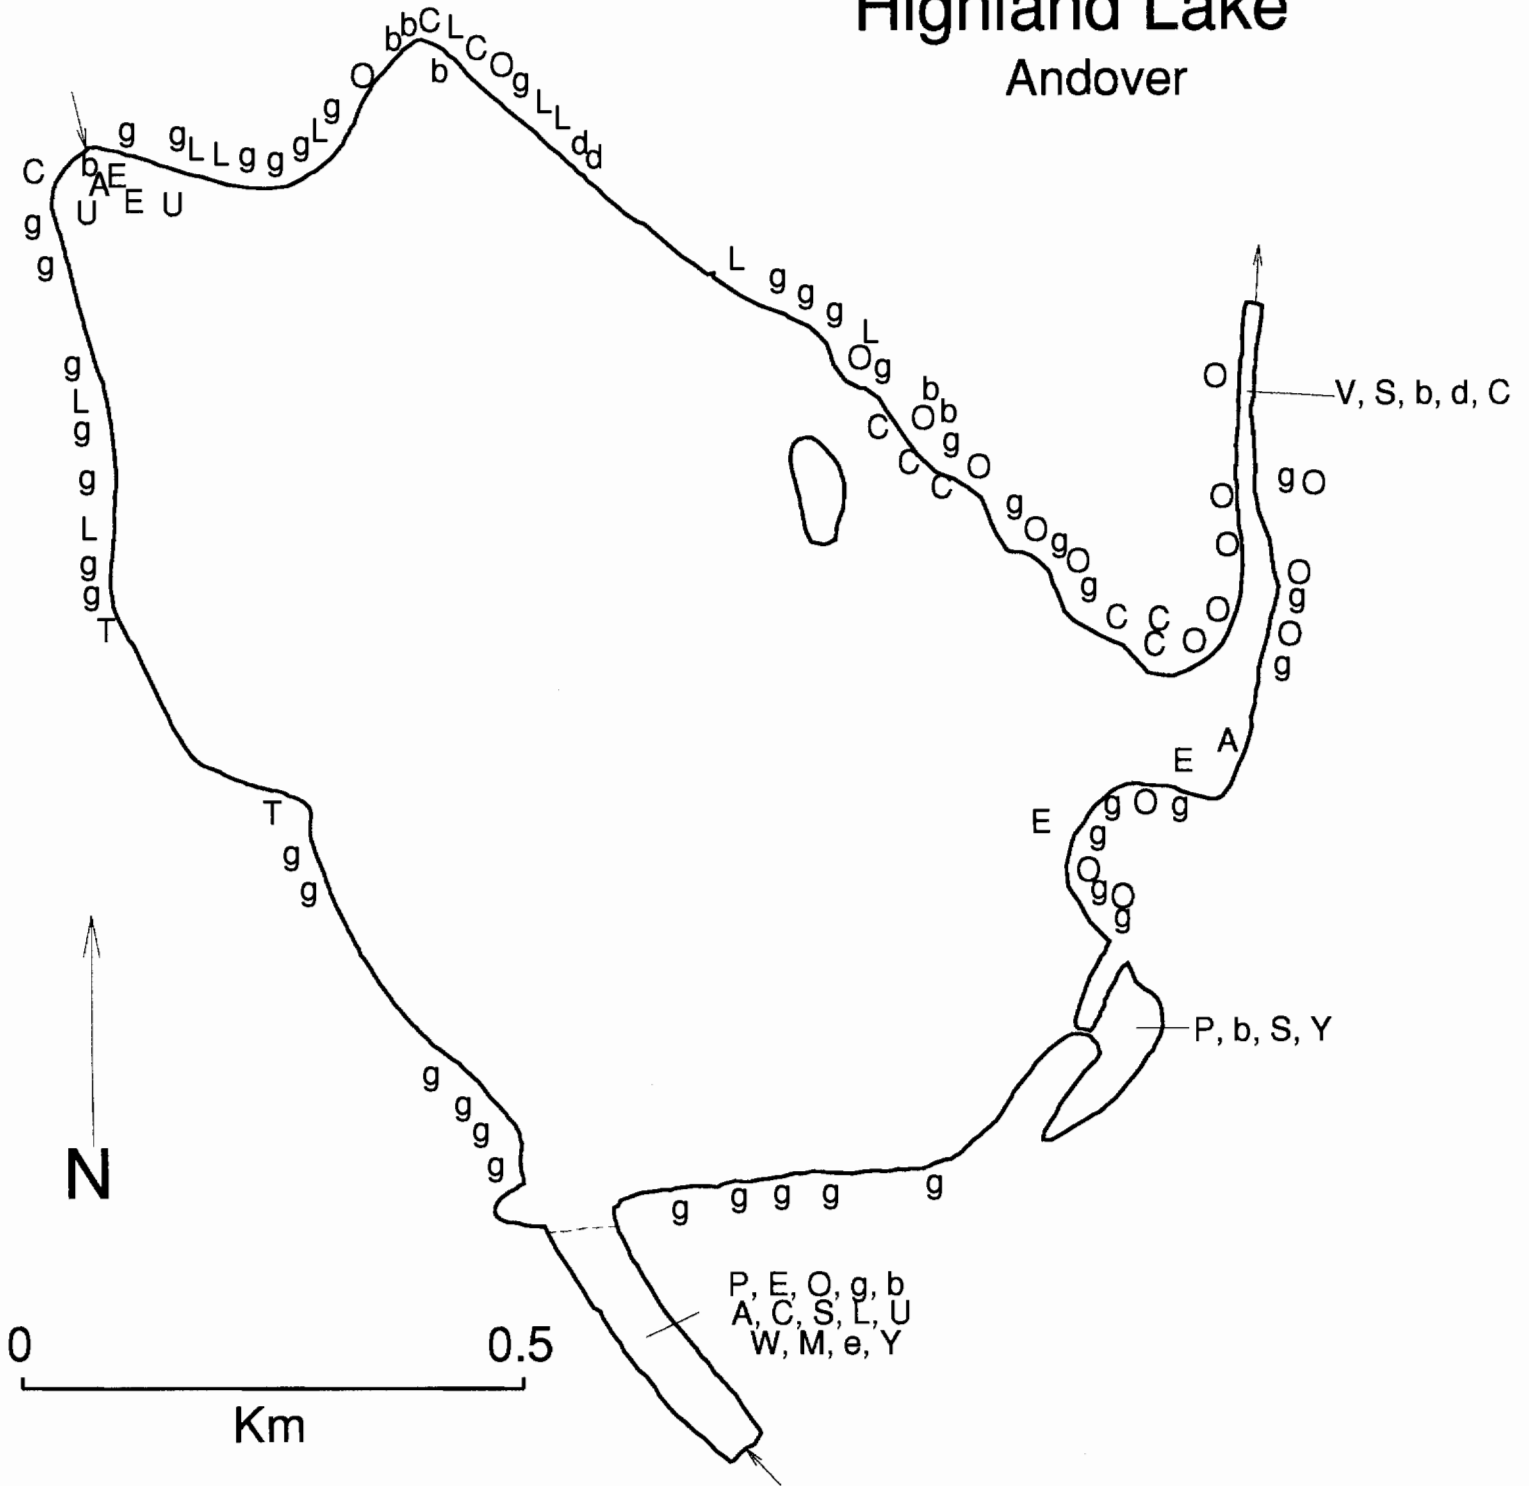 Highland Lake
Andover
b b C L C O g L L d d
O
g g L L g g g L g
C b E
A E U
U
g
g
L g g g L
O g
b
b
O
C g O
C
C
g O g O g C C C O O O O O
V, S, b, d, C
g O
O g O g
g L g g L g g T
A
E
E
g O g g O g O g
T
g
g
P, b, S, Y
g
g
g
g
N
g g g g g
P, E, O, g, b
A, C, S, L, U
W, M, e, Y
0 0.5
Km